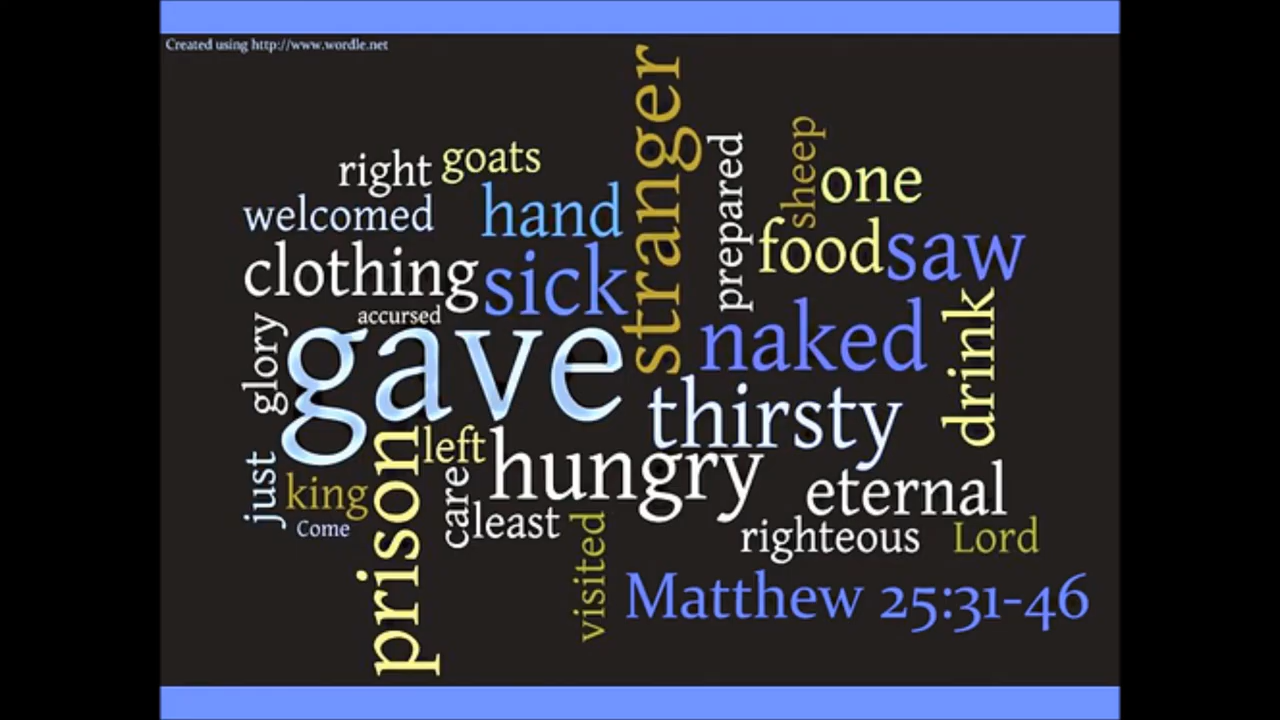 Created using http://www.wordle.net
stranger
prepared
sheep
right
goats
one
welcomed
hand
food
saw
clothing
sick
accursed
glory
gave
naked
drink
thirsty
prison
left
hungry
just
king
care
eternal
Come
least
visited
righteous
Lord
Matthew 25:31-46